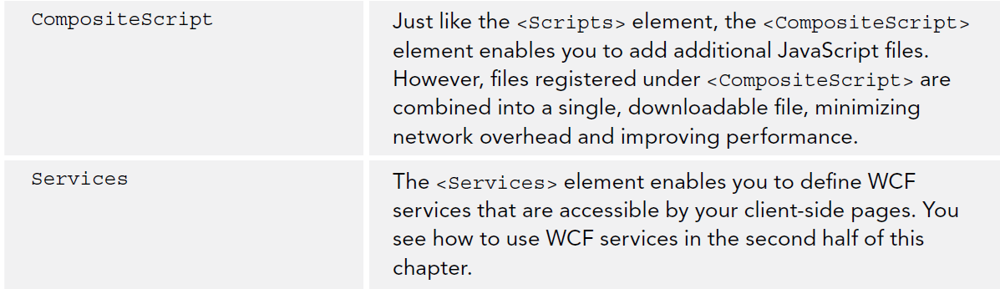 CompositeScript
Just like the <Scripts> element, the <CompositeScript>
element enables you to add additional JavaScript files.
However, files registered under <CompositeScript> are
combined into a single, downloadable file, minimizing
network overhead and improving performance.
Services
The <Services> element enables you to define WCF
services that are accessible by your client-side pages. You
see how to use WCF services in the second half of this
chapter.